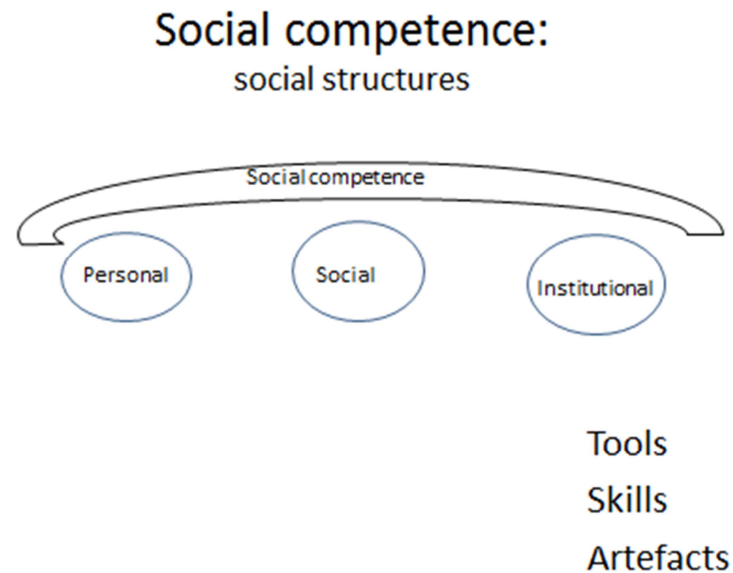 Social competence:
social structures
Social competence
Personal
Social
Institutional
Tools
Skills
Artefacts